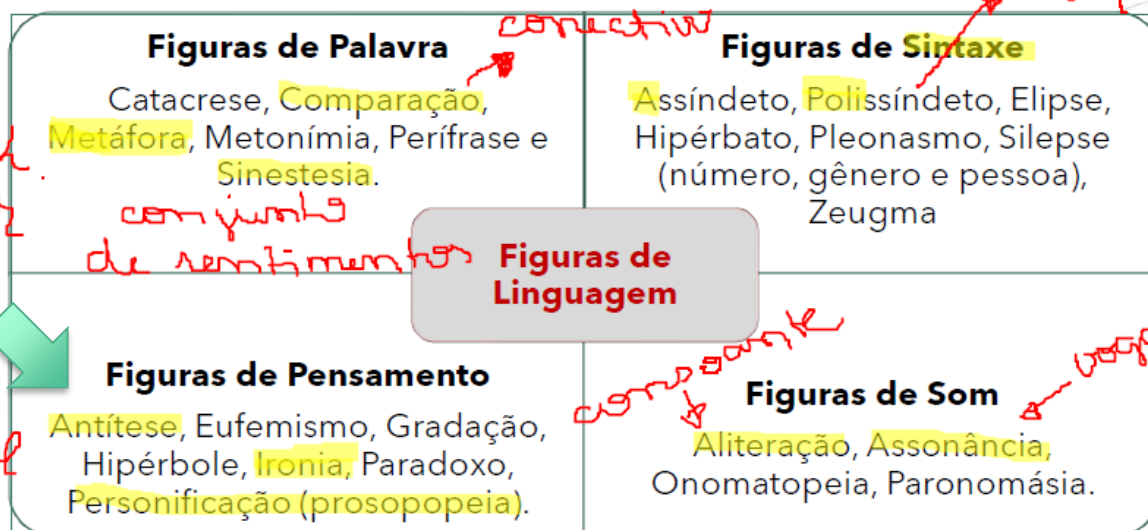 conectivo
Figuras de Palavra
Catacrese, Comparação,
Metáfora, Metonímia, Perífrase e
Sinestesia.
conjunto
de sentimentos
Figuras de Sintaxe
Assíndeto, Polissíndeto, Elipse,
Hipérbato, Pleonasmo, Silepse
(número, gênero e pessoa),
Zeugma
Figuras de
Linguagem
Figuras de Pensamento
Antítese, Eufemismo, Gradação,
Hipérbole, Ironia, Paradoxo,
Personificação (prosopopeia).
consoante
Figuras de Som
Aliteração, Assonância,
Onomatopeia, Paronomásia.